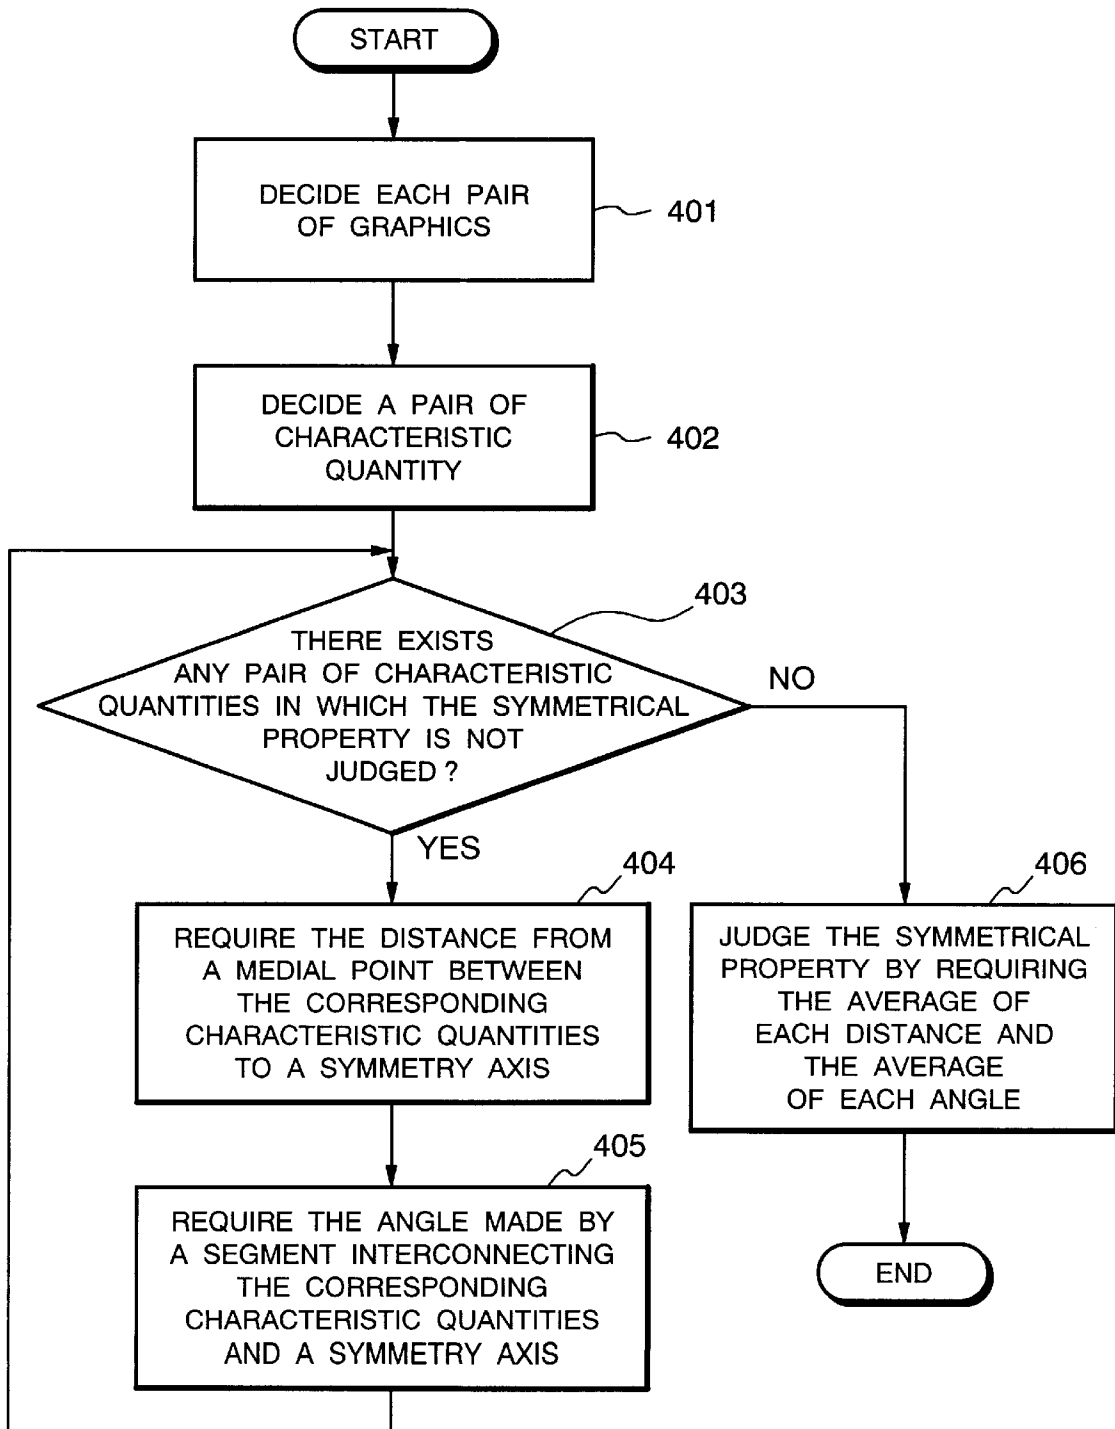 START
DECIDE EACH PAIR
OF GRAPHICS
401
DECIDE A PAIR OF
CHARACTERISTIC
QUANTITY
402
403
THERE EXISTS
ANY PAIR OF CHARACTERISTIC
QUANTITIES IN WHICH THE SYMMETRICAL
PROPERTY IS NOT
JUDGED ?
NO
YES
404
REQUIRE THE DISTANCE FROM
A MEDIAL POINT BETWEEN
THE CORRESPONDING
CHARACTERISTIC QUANTITIES
TO A SYMMETRY AXIS
406
JUDGE THE SYMMETRICAL
PROPERTY BY REQUIRING
THE AVERAGE OF
EACH DISTANCE AND
THE AVERAGE
OF EACH ANGLE
405
REQUIRE THE ANGLE MADE BY
A SEGMENT INTERCONNECTING
THE CORRESPONDING
CHARACTERISTIC QUANTITIES
AND A SYMMETRY AXIS
END